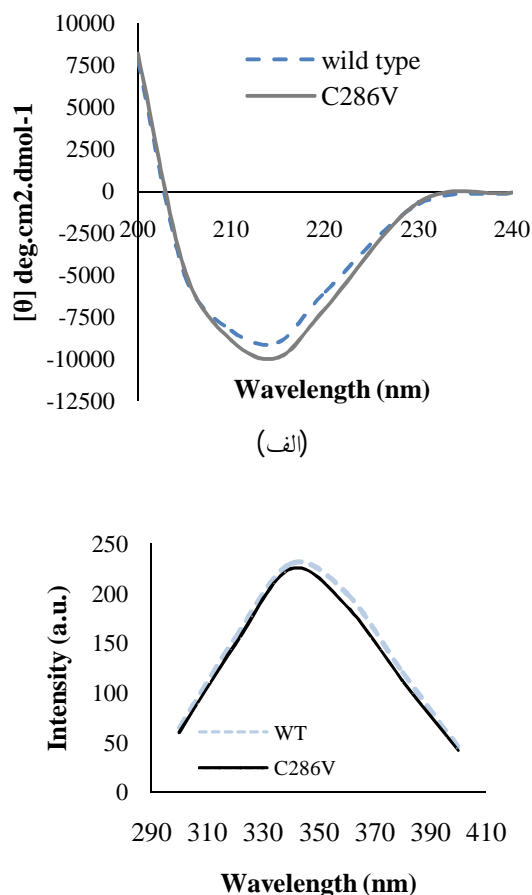 10000
7500
5000
2500
0
-2500
-5000
-7500
-10000
-12500
[θ] deg.cm2.dmol-1
wild type
C286V
200 210 220 230 240
Wavelength (nm)
(الف)
250
200
150
100
50
0
Intensity (a.u.)
WT
C286V
290 310 330 350 370 390 410
Wavelength (nm)